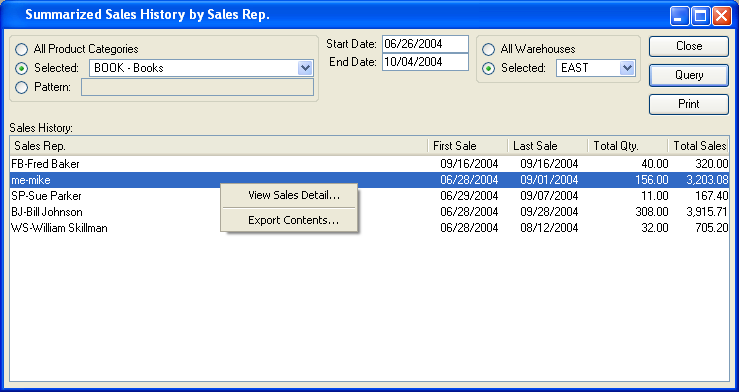 Summarized Sales History by Sales Rep.
All Product Categories
Selected: BOOK - Books
Pattern:
Start Date: 06/26/2004
End Date: 10/04/2004
All Warehouses
Selected: EAST
Close
Query
Print
Sales History:
Sales Rep. First Sale Last Sale Total Qty. Total Sales
FB-Fred Baker 09/16/2004 09/16/2004 40.00 320.00
me-mike 06/28/2004 09/01/2004 156.00 3,203.08
SP-Sue Parker 06/29/2004 09/07/2004 11.00 167.40
BJ-Bill Johnson 06/28/2004 09/28/2004 308.00 3,915.71
WS-William Skillman 06/28/2004 08/12/2004 32.00 705.20
View Sales Detail...
Export Contents...